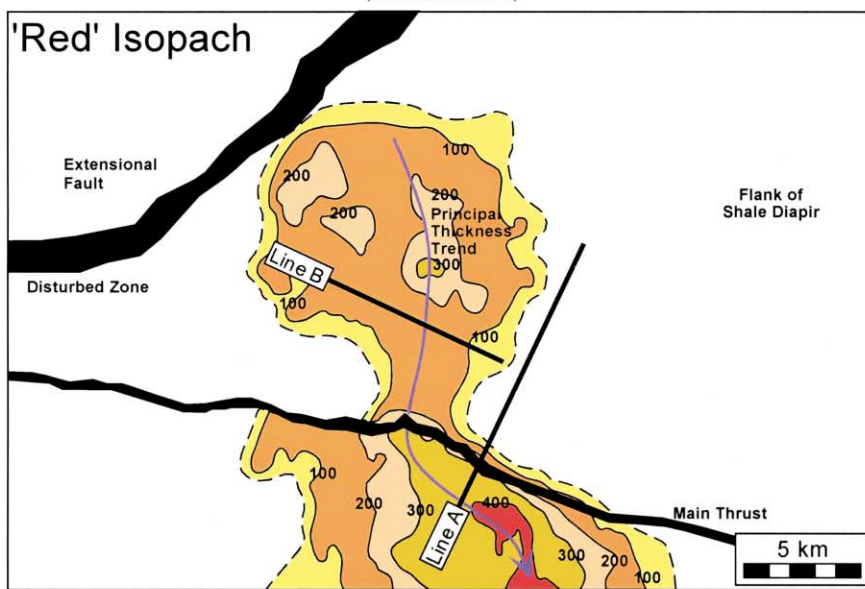 'Red' Isopach
Extensional
Fault
Disturbed Zone
Flank of
Shale Diapir
100
200
200
200
Principal
Thickness
Trend
300
Line B
100
100
Main Thrust
100
200
300
400
Line A
300
200
100
5 km